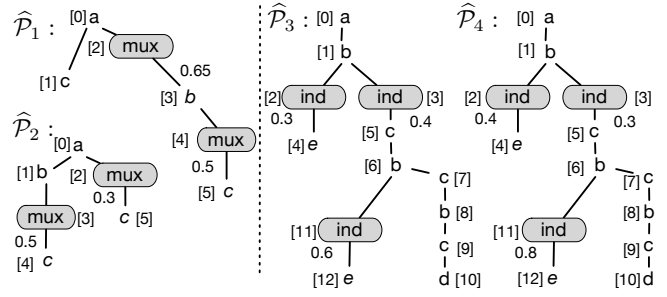 P̂₁ :
[0] a
[2] mux
[1] c
0.65
[3] b
[4] mux
0.5
[5] c
P̂₂ :
[0] a
[1] b
[2] mux
0.3
c [5]
mux [3]
0.5
[4] c
P̂₃ :
[0] a
[1] b
[2] ind
ind [3]
0.3
0.4
[4] e
[5] c
[6] b
c [7]
b [8]
[11] ind
0.6
c [9]
[12] e
d [10]
P̂₄ :
[0] a
[1] b
[2] ind
ind [3]
0.4
0.3
[4] e
[5] c
[6] b
c [7]
b [8]
[11] ind
0.8
c [9]
[12] e
d [10]